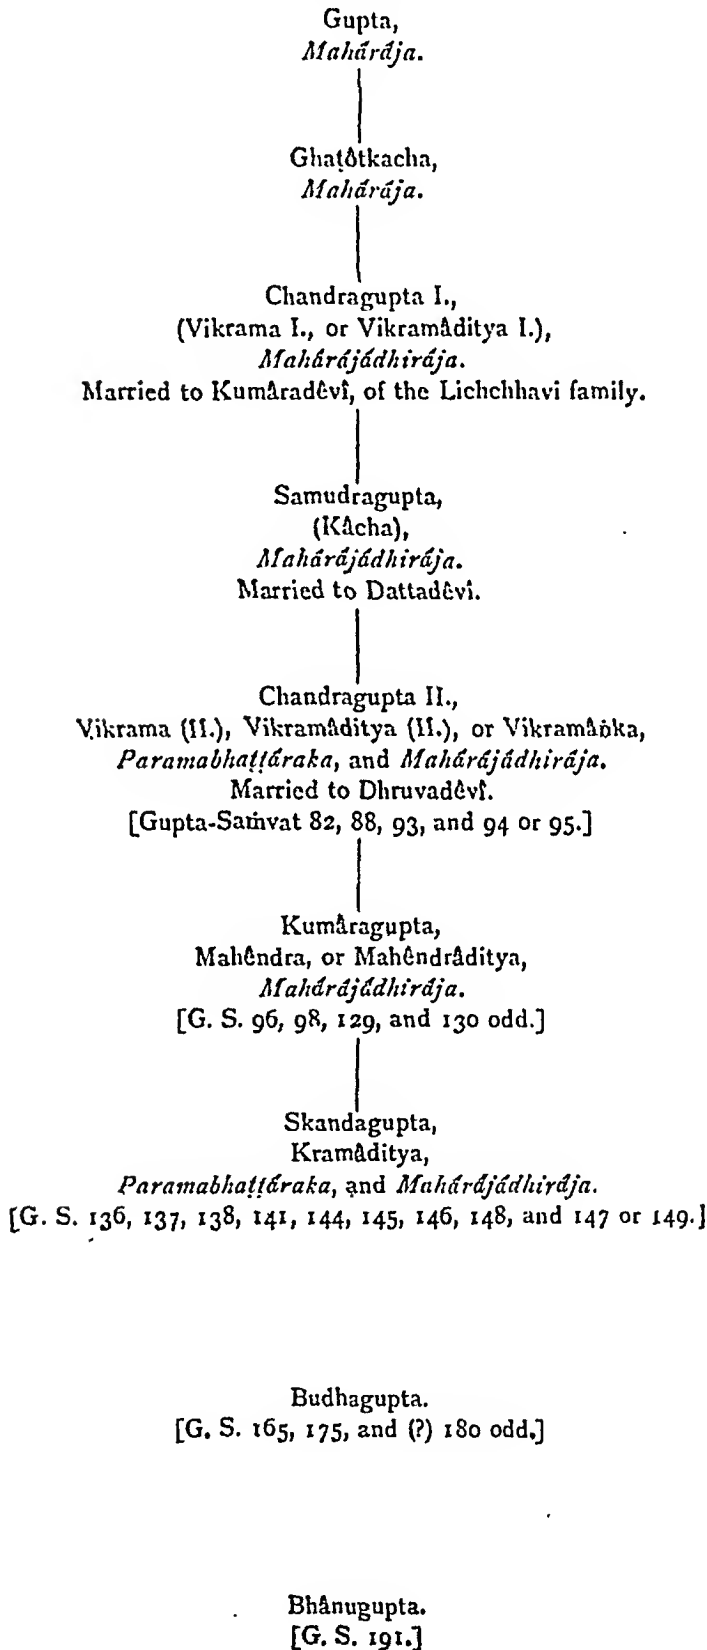 Gupta,
Mahárája.
Ghaṭôtkacha,
Mahárája.
Chandragupta I.,
(Vikrama I., or Vikramâditya I.),
Mahárájádhirája.
Married to Kumâradêvî, of the Lichchhavi family.
Samudragupta,
(Kâcha),
Mahárájádhirája.
Married to Dattadêvî.
Chandragupta II.,
Vikrama (II.), Vikramâditya (II.), or Vikramâṅka,
Paramabhaṭṭáraka, and Mahárájádhirája.
Married to Dhruvadêvî.
[Gupta-Saṁvat 82, 88, 93, and 94 or 95.]
Kumâragupta,
Mahêndra, or Mahêndrâditya,
Mahárájádhirája.
[G. S. 96, 98, 129, and 130 odd.]
Skandagupta,
Kramâditya,
Paramabhaṭṭáraka, and Mahárájádhirája.
[G. S. 136, 137, 138, 141, 144, 145, 146, 148, and 147 or 149.]
Budhagupta.
[G. S. 165, 175, and (?) 180 odd.]
Bhânugupta.
[G. S. 191.]